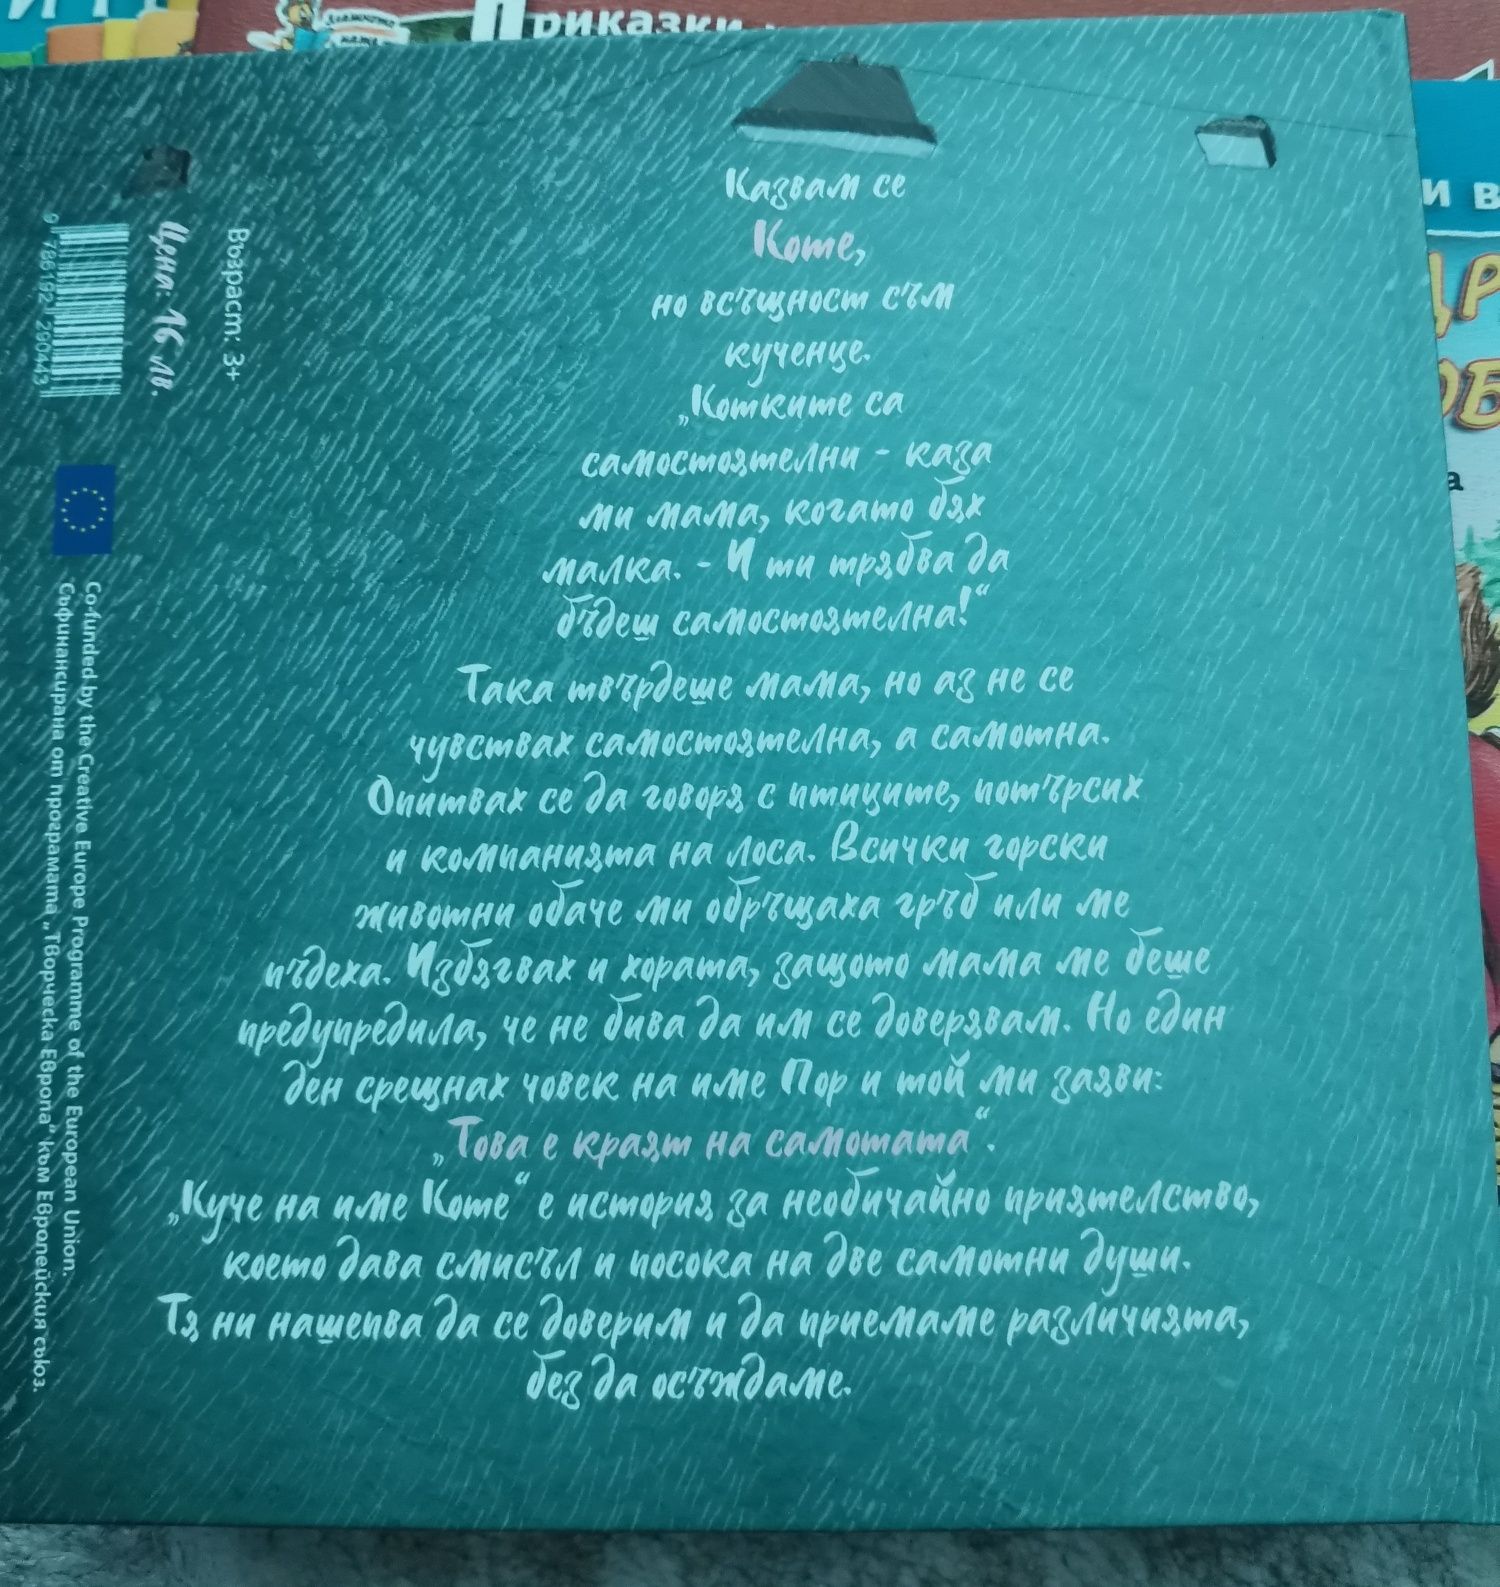 Приказки
Казвам се
Коте,
но всъщност съм
кученце.
„Котките са
самостоятелни - каза
ми мама, когато бях
малка. - И ти трябва да
бъдеш самостоятелна!“
Така твърдеше мама, но аз не се
чувствах самостоятелна, а самотна.
Опитвах се да говоря с птиците, потърсих
и компанията на лоса. Всички горски
животни обаче ми обръщаха гръб или ме
пъдеха. Избягвах и хората, защото мама ме беше
предупредила, че не бива да им се доверявам. Но един
ден срещнах човек на име Пор и той ми заяви:
„Това е краят на самотата“.
„Куче на име Коте“ е история за необичайно приятелство,
което дава смисъл и посока на две самотни души.
Тя ни нашепва да се доверим и да приемаме различията,
без да осъждаме.
Възраст: 3+
Цена: 16 лв.
9 786192 290443
Co-funded by the Creative Europe Programme of the European Union.
Съфинансирана от програмата „Творческа Европа“ към Европейския съюз.
и в
ДР
ОБ
а